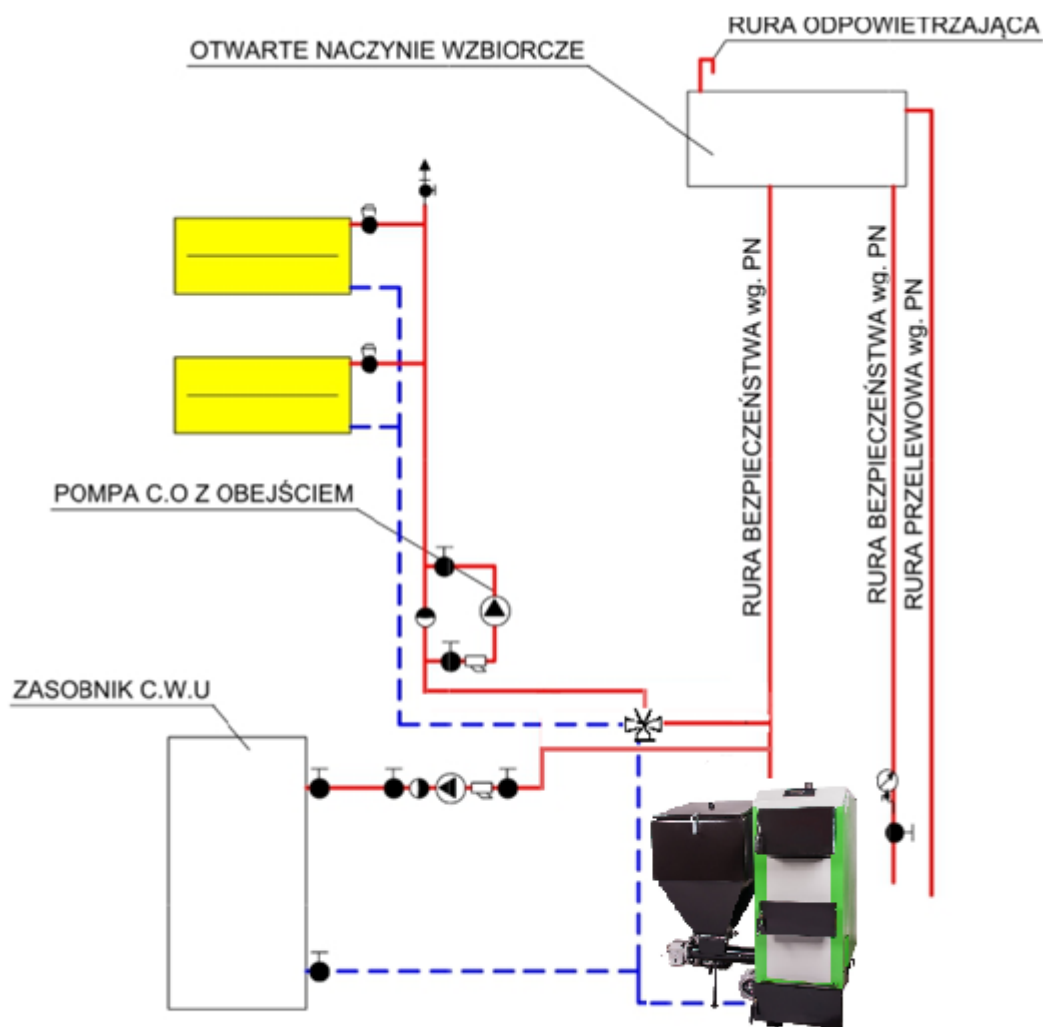 RURA ODPOWIETRZAJĄCA
OTWARTE NACZYNIE WZBIORCZE
RURA BEZPIECZEŃSTWA wg. PN
RURA BEZPIECZEŃSTWA wg. PN
RURA PRZELEWOWA wg. PN
POMPA C.O Z OBEJŚCIEM
ZASOBNIK C.W.U